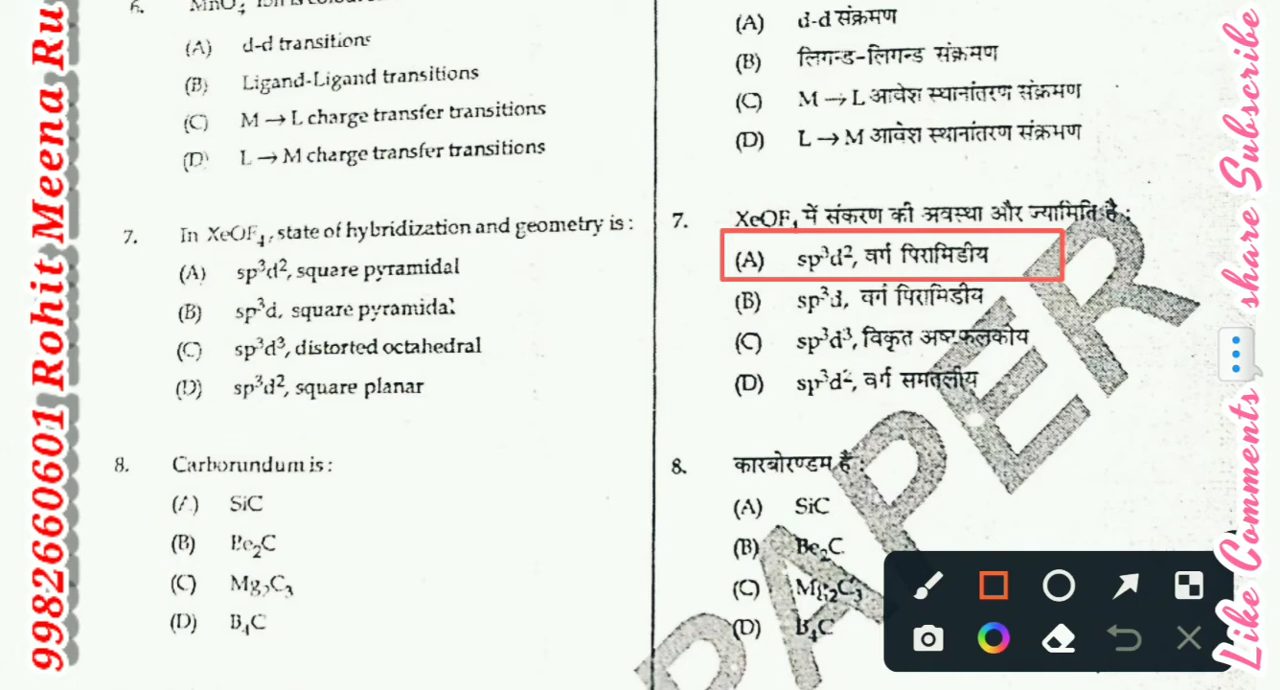 9982660601 Rohit Meena Ru
6.
(A) d-d transitions
(B) Ligand-Ligand transitions
(C) M → L charge transfer transitions
(D) L → M charge transfer transitions
7. In XeOF₄, state of hybridization and geometry is :
(A) sp³d², square pyramidal
(B) sp³d, square pyramidal
(C) sp³d³, distorted octahedral
(D) sp³d², square planar
8. Carborundum is :
(A) SiC
(B) Be₂C
(C) Mg₂C₃
(D) B₄C
(A) d-d संक्रमण
(B) लिगन्ड-लिगन्ड संक्रमण
(C) M → L आवेश स्थानांतरण संक्रमण
(D) L → M आवेश स्थानांतरण संक्रमण
7. XeOF₄ में संकरण की अवस्था और ज्यामिति है :
(A) sp³d², वर्ग पिरामिडीय
(B) sp³d, वर्ग पिरामिडीय
(C) sp³d³, विकृत अष्टफलकोय
(D) sp³d², वर्ग समतलीय
8. कारबोरण्डम है :
(A) SiC
(B) Be₂C
(C) Mg₂C₃
(D) B₄C
PAPER
Like Comments share Subscribe